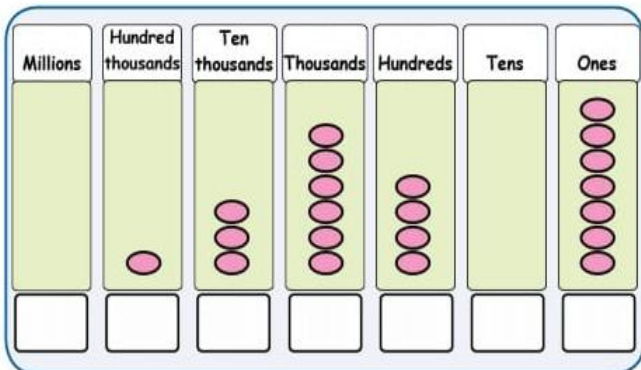 Millions
Hundred
thousands
Ten
thousands
Thousands
Hundreds
Tens
Ones